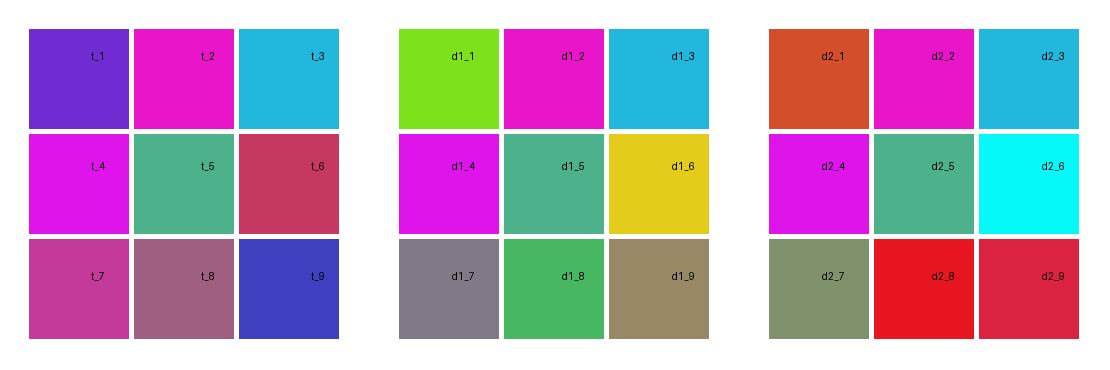 t_1 t_2 t_3 d1_1 d1_2 d1_3 d2_1 d2_2 d2_3
t_4 t_5 t_6 d1_4 d1_5 d1_6 d2_4 d2_5 d2_6
t_7 t_8 t_9 d1_7 d1_8 d1_9 d2_7 d2_8 d2_9